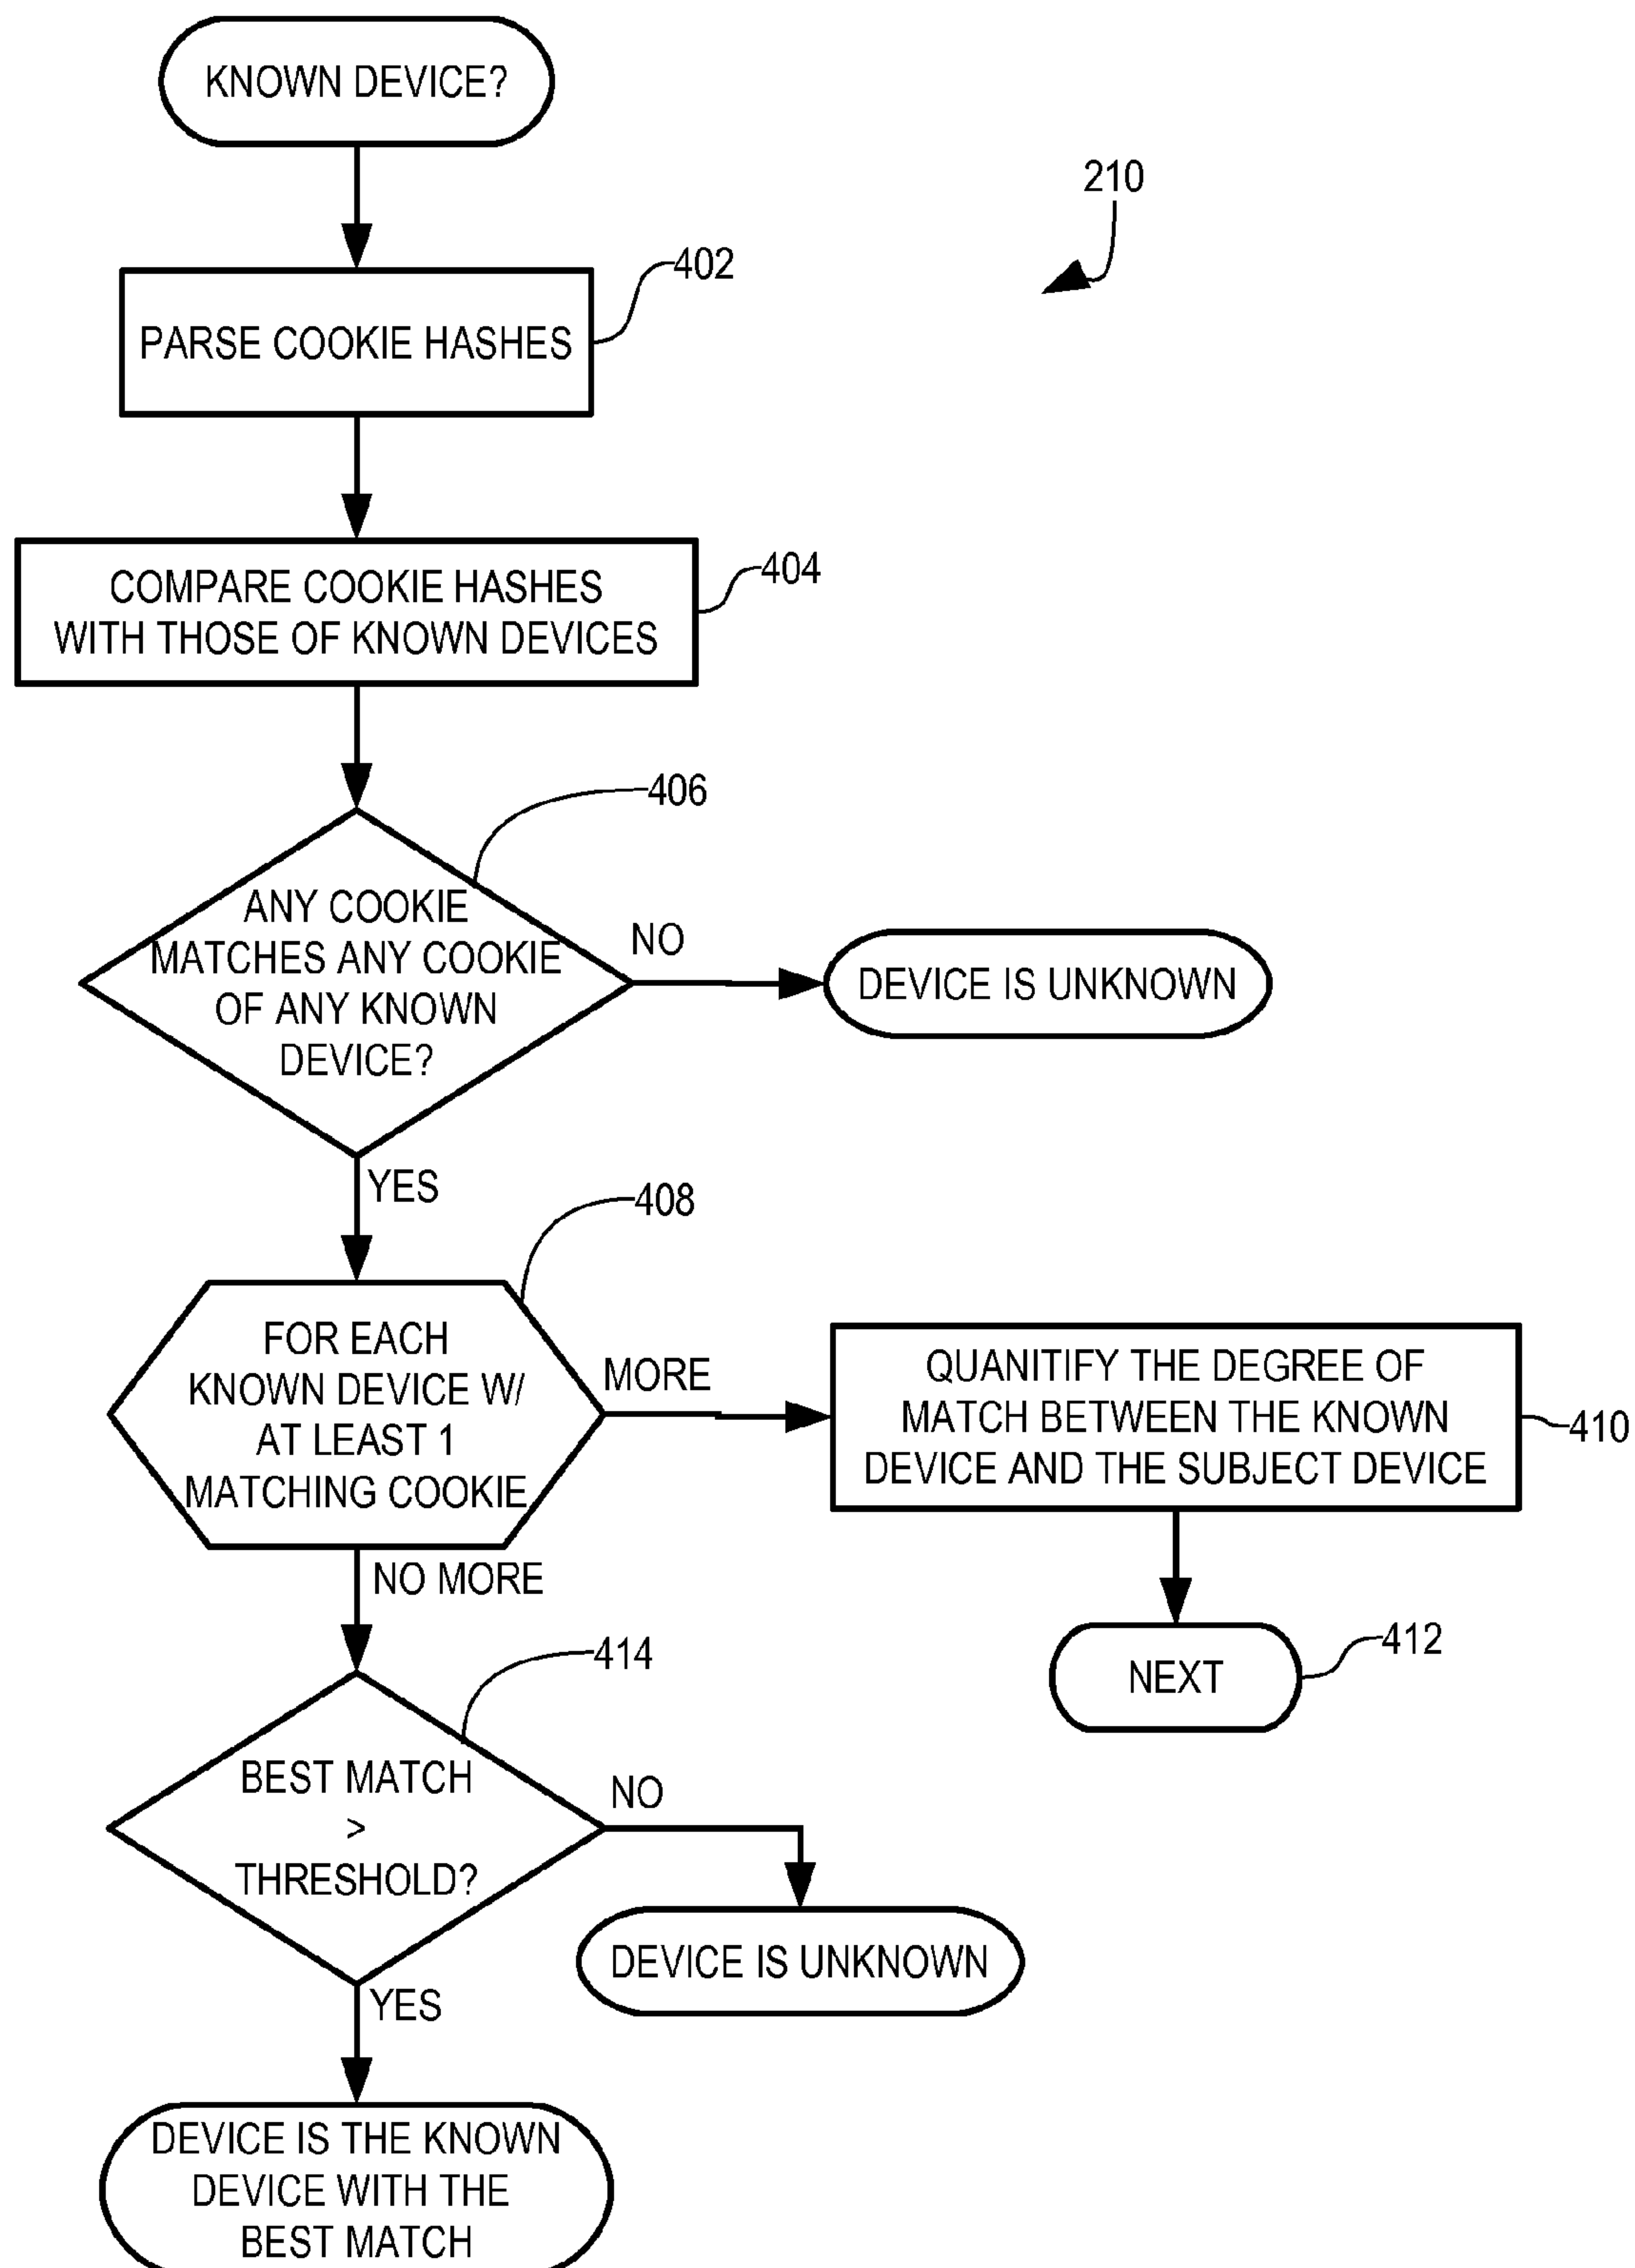 KNOWN DEVICE?
210
402
PARSE COOKIE HASHES
404
COMPARE COOKIE HASHES
WITH THOSE OF KNOWN DEVICES
406
ANY COOKIE
MATCHES ANY COOKIE
OF ANY KNOWN
DEVICE?
NO
DEVICE IS UNKNOWN
YES
408
FOR EACH
KNOWN DEVICE W/
AT LEAST 1
MATCHING COOKIE
MORE
QUANITIFY THE DEGREE OF
MATCH BETWEEN THE KNOWN
DEVICE AND THE SUBJECT DEVICE
410
NEXT
412
NO MORE
414
BEST MATCH
>
THRESHOLD?
NO
DEVICE IS UNKNOWN
YES
DEVICE IS THE KNOWN
DEVICE WITH THE
BEST MATCH